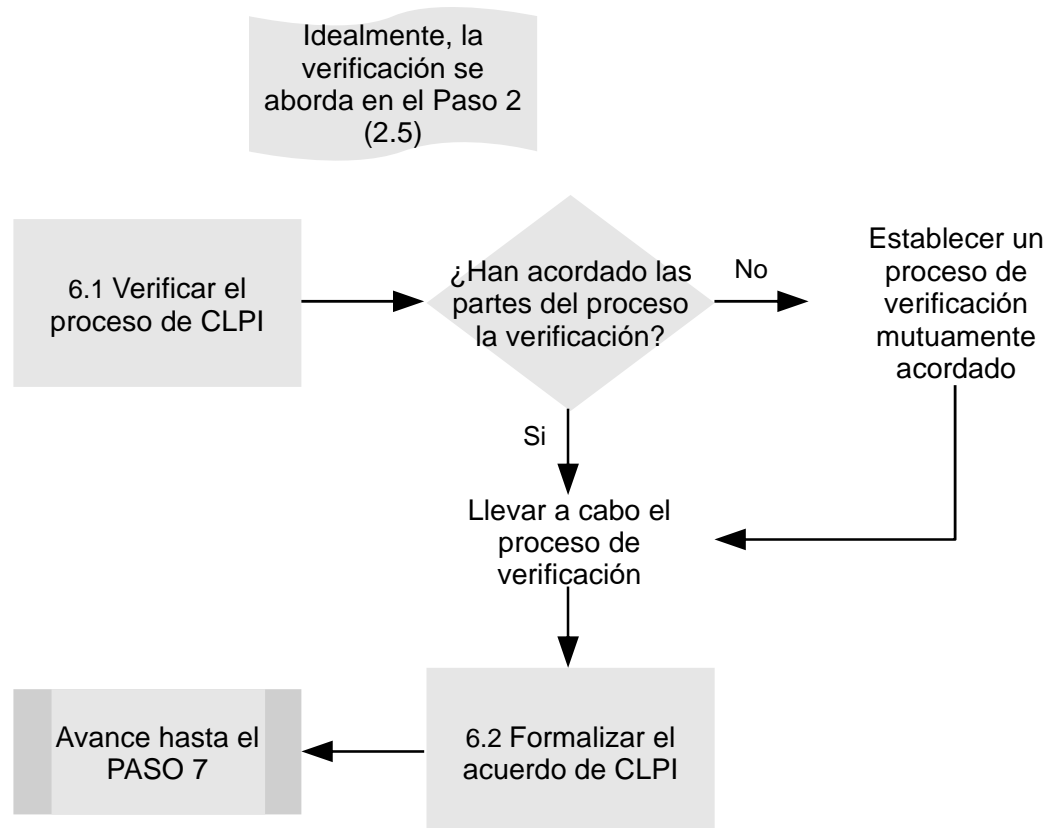 Idealmente, la
verificación se
aborda en el Paso 2
(2.5)
6.1 Verificar el
proceso de CLPI
¿Han acordado las
partes del proceso
la verificación?
No
Establecer un
proceso de
verificación
mutuamente
acordado
Si
Llevar a cabo el
proceso de
verificación
6.2 Formalizar el
acuerdo de CLPI
Avance hasta el
PASO 7